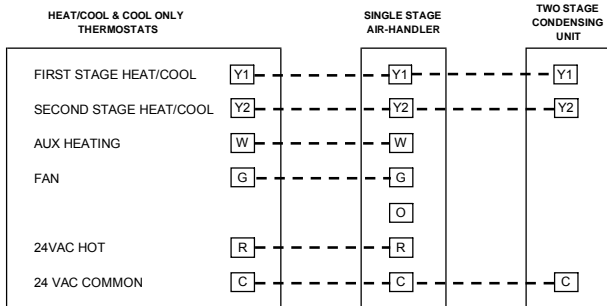 HEAT/COOL & COOL ONLY
THERMOSTATS
SINGLE STAGE
AIR-HANDLER
TWO STAGE
CONDENSING
UNIT
FIRST STAGE HEAT/COOL Y1 Y1 Y1
SECOND STAGE HEAT/COOL Y2 Y2 Y2
AUX HEATING W W
FAN G G
O
24VAC HOT R R
24 VAC COMMON C C C